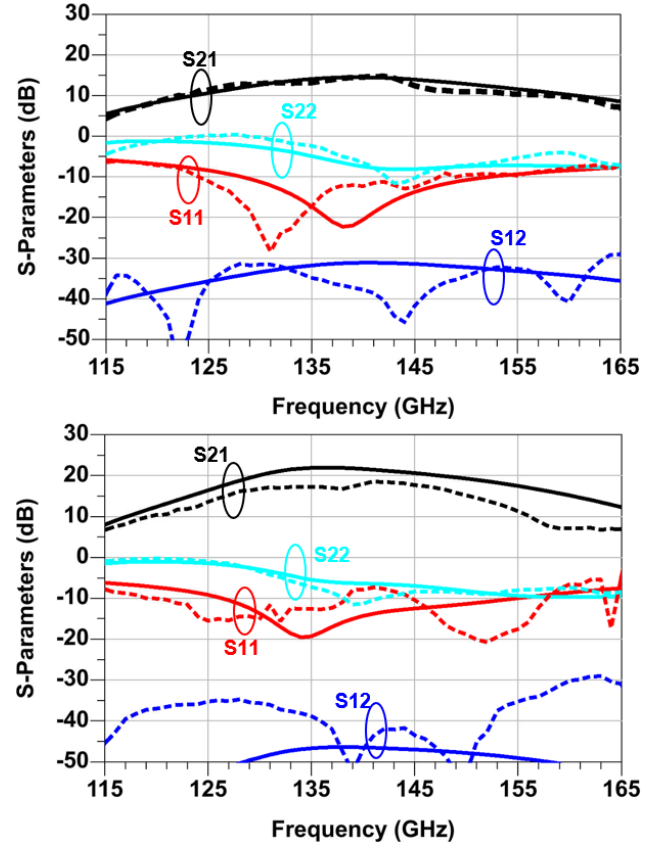 30
S21
20
10
S22
0
-10
S11
S12
-20
-30
-40
-50
115 125 135 145 155 165
S-Parameters (dB)
Frequency (GHz)
30
S21
20
10
0
S22
-10
-20
S11
-30
S12
-40
-50
115 125 135 145 155 165
S-Parameters (dB)
Frequency (GHz)